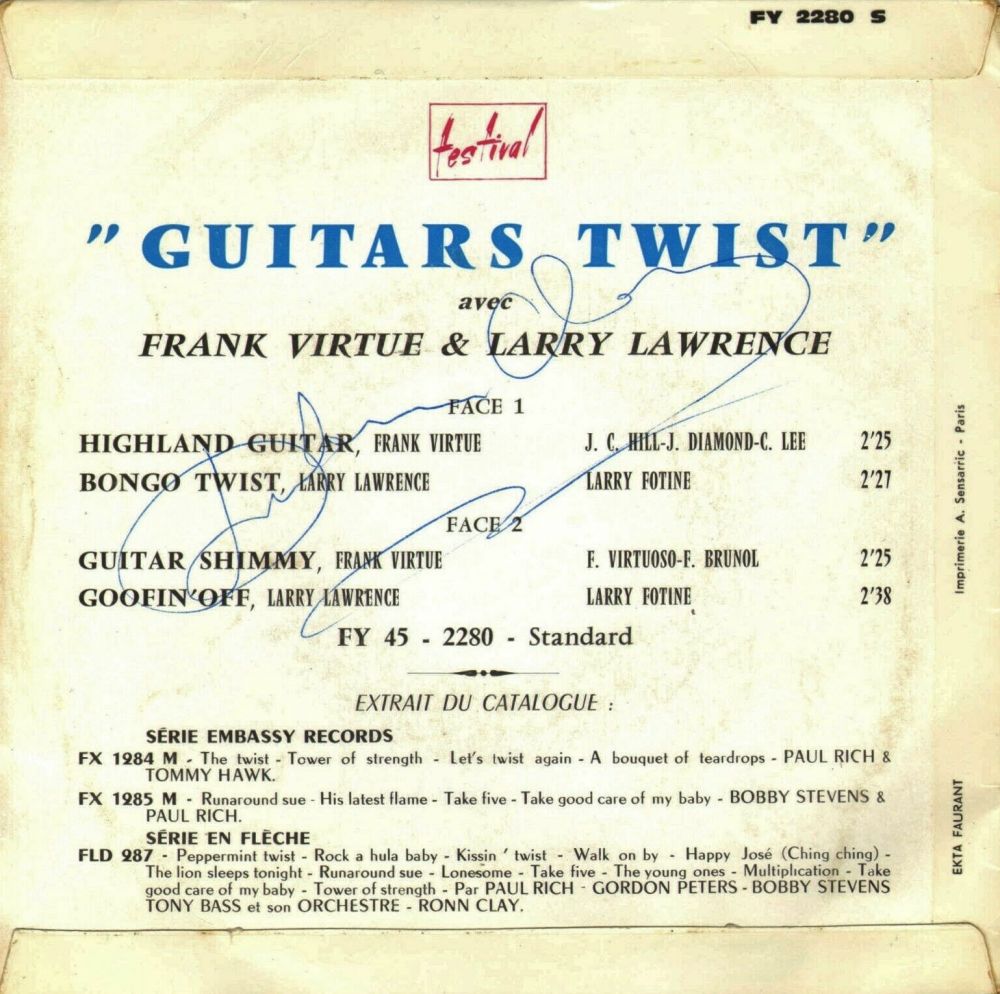 FY 2280 S
festival
" GUITARS TWIST "
avec
FRANK VIRTUE & LARRY LAWRENCE
FACE 1
HIGHLAND GUITAR, FRANK VIRTUE J. C. HILL-J. DIAMOND-C. LEE 2'25
BONGO TWIST, LARRY LAWRENCE LARRY FOTINE 2'27
FACE 2
GUITAR SHIMMY, FRANK VIRTUE F. VIRTUOSO-F. BRUNOL 2'25
GOOFIN'OFF, LARRY LAWRENCE LARRY FOTINE 2'38
FY 45 - 2280 - Standard
EXTRAIT DU CATALOGUE :
SÉRIE EMBASSY RECORDS
FX 1284 M - The twist - Tower of strength - Let's twist again - A bouquet of teardrops - PAUL RICH &
TOMMY HAWK.
FX 1285 M - Runaround sue - His latest flame - Take five - Take good care of my baby - BOBBY STEVENS &
PAUL RICH.
SÉRIE EN FLÈCHE
FLD 287 - Peppermint twist - Rock a hula baby - Kissin ' twist - Walk on by - Happy José (Ching ching) -
The lion sleeps tonight - Runaround sue - Lonesome - Take five - The young ones - Multiplication - Take
good care of my baby - Tower of strength - Par PAUL RICH - GORDON PETERS - BOBBY STEVENS
TONY BASS et son ORCHESTRE - RONN CLAY.
Imprimerie A. Sensarric - Paris
EKTA FAURANT